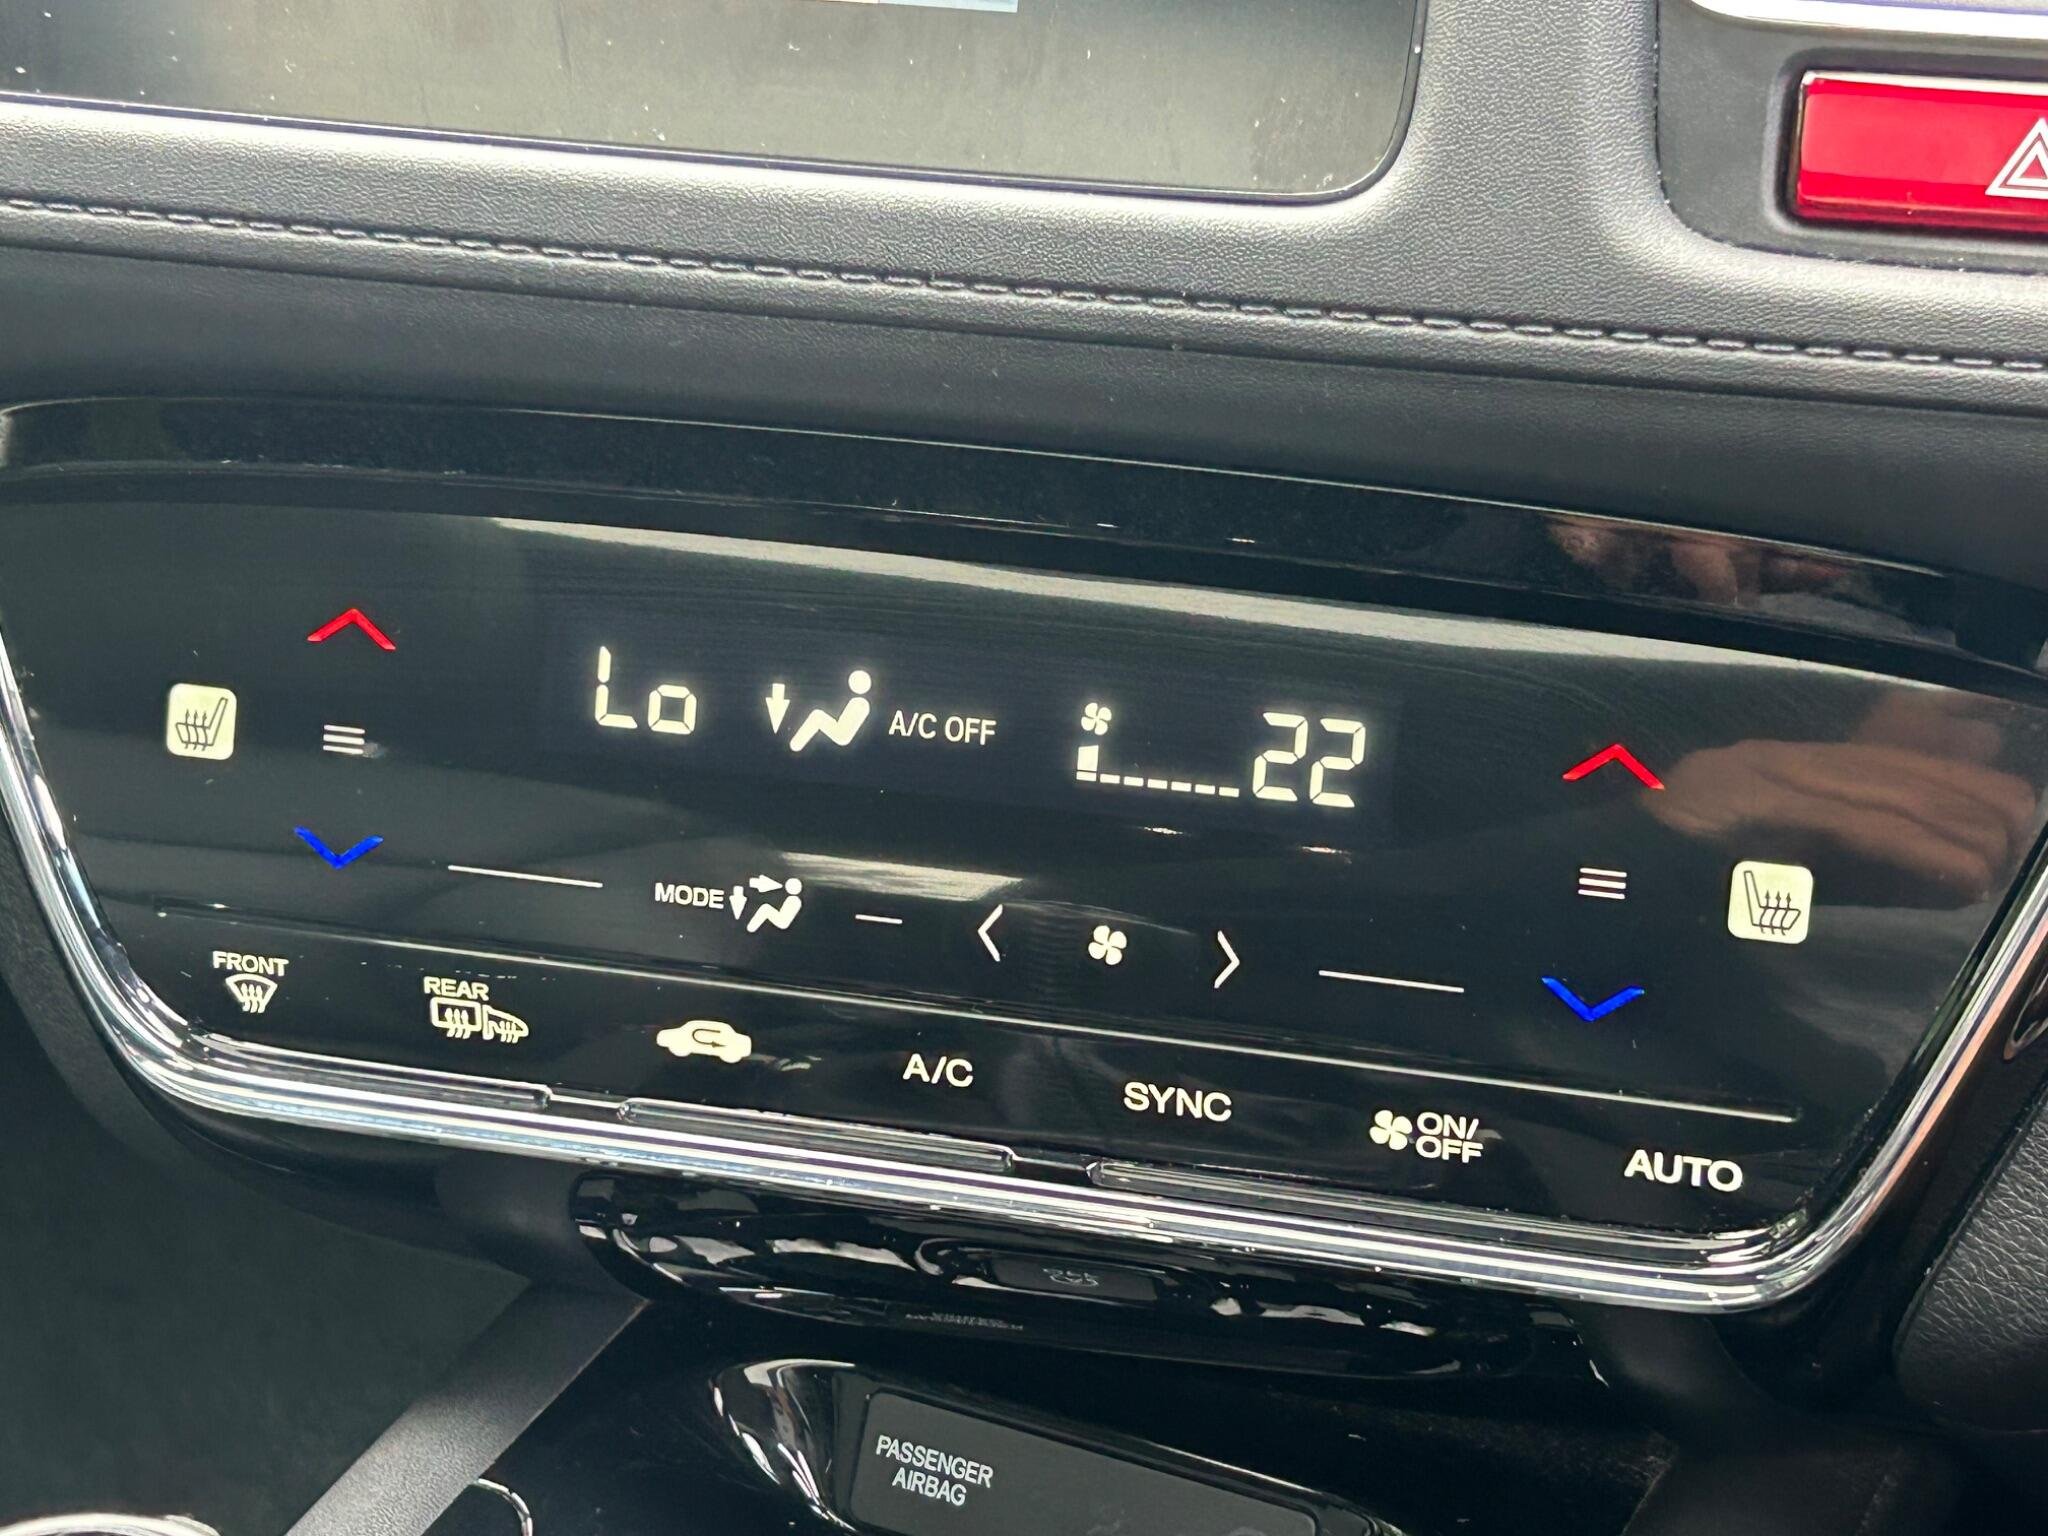 Lo
A/C OFF
22
MODE
FRONT
REAR
A/C
SYNC
ON/
OFF
AUTO
PASSENGER
AIRBAG